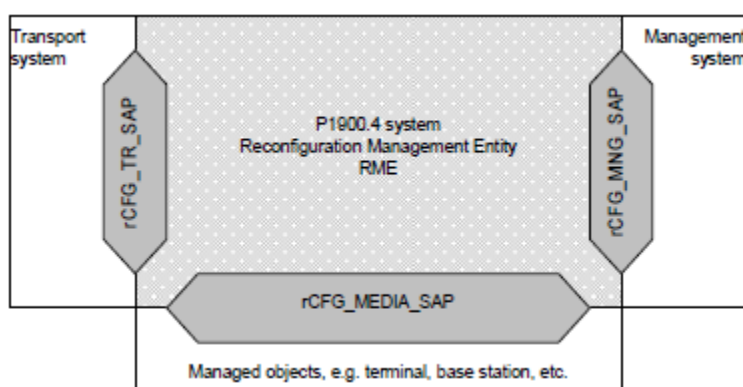 Transport
system
Management
system
rCFG_TR_SAP
P1900.4 system
Reconfiguration Management Entity
RME
rCFG_MNG_SAP
rCFG_MEDIA_SAP
Managed objects, e.g. terminal, base station, etc.